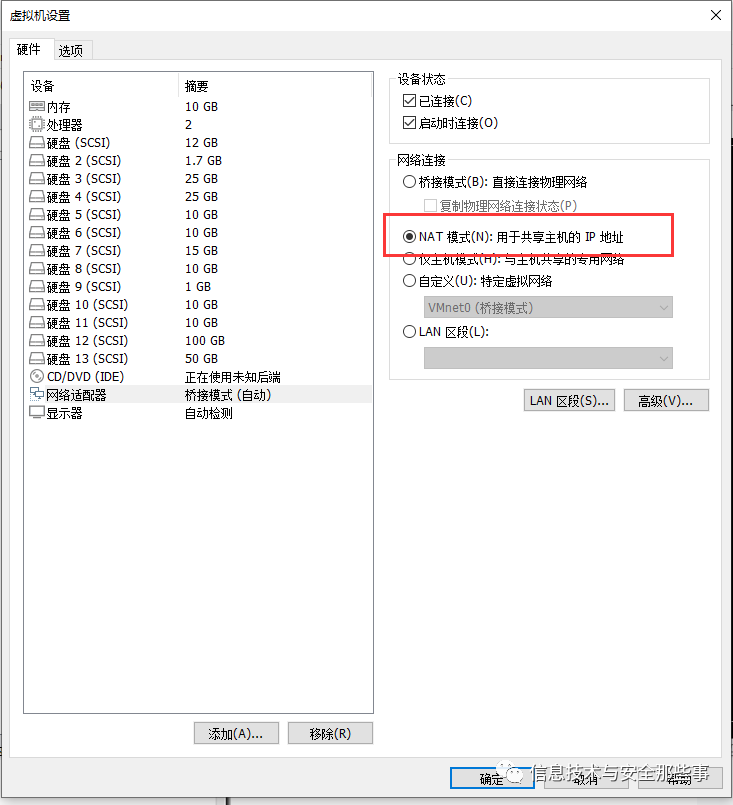 虚拟机设置
硬件 选项
设备 摘要
内存 10 GB
处理器 2
硬盘 (SCSI) 12 GB
硬盘 2 (SCSI) 1.7 GB
硬盘 3 (SCSI) 25 GB
硬盘 4 (SCSI) 25 GB
硬盘 5 (SCSI) 10 GB
硬盘 6 (SCSI) 10 GB
硬盘 7 (SCSI) 15 GB
硬盘 8 (SCSI) 10 GB
硬盘 9 (SCSI) 1 GB
硬盘 10 (SCSI) 10 GB
硬盘 11 (SCSI) 10 GB
硬盘 12 (SCSI) 100 GB
硬盘 13 (SCSI) 50 GB
CD/DVD (IDE) 正在使用未知后端
网络适配器 桥接模式 (自动)
显示器 自动检测
添加(A)... 移除(R)
设备状态
已连接(C)
启动时连接(O)
网络连接
桥接模式(B): 直接连接物理网络
复制物理网络连接状态(P)
NAT 模式(N): 用于共享主机的 IP 地址
仅主机模式(H): 与主机共享的专用网络
自定义(U): 特定虚拟网络
VMnet0 (桥接模式)
LAN 区段(L):
LAN 区段(S)... 高级(V)...
确定 取消 帮助
信息技术与安全那些事